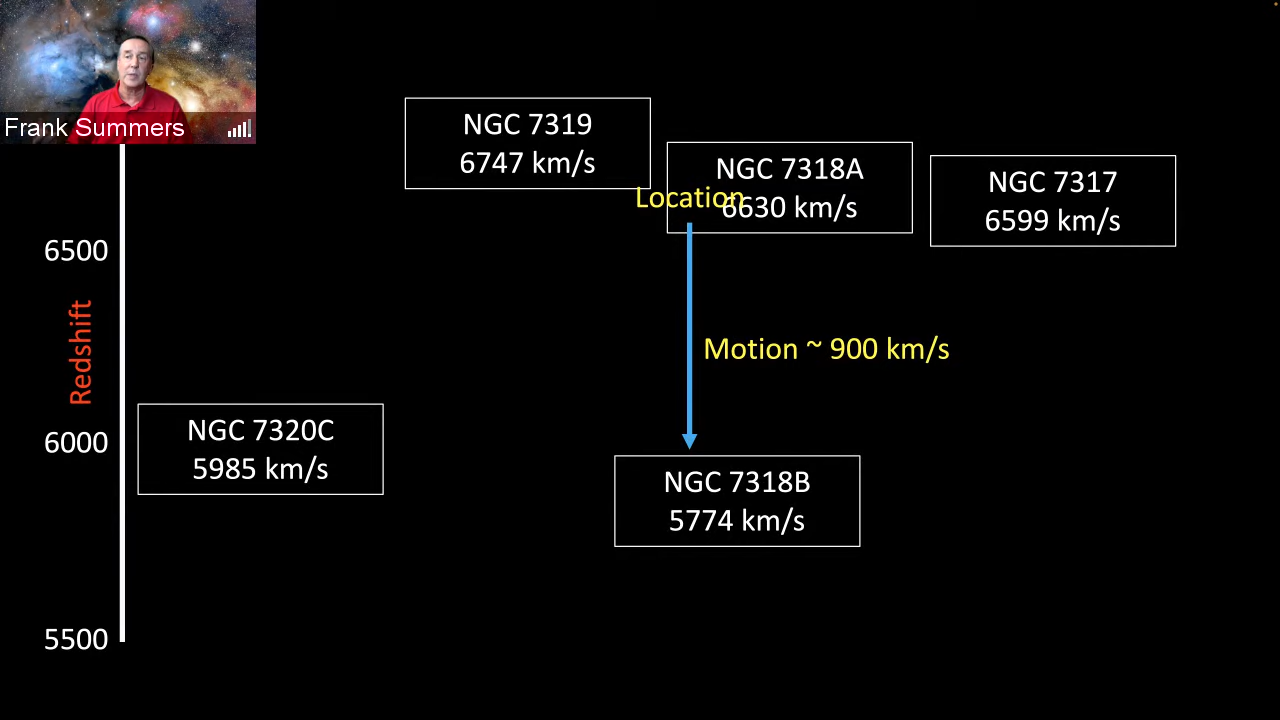 Frank Summers
NGC 7319
6747 km/s
NGC 7318A
6630 km/s
NGC 7317
6599 km/s
Location
6500
Redshift
Motion ~ 900 km/s
NGC 7320C
5985 km/s
6000
NGC 7318B
5774 km/s
5500